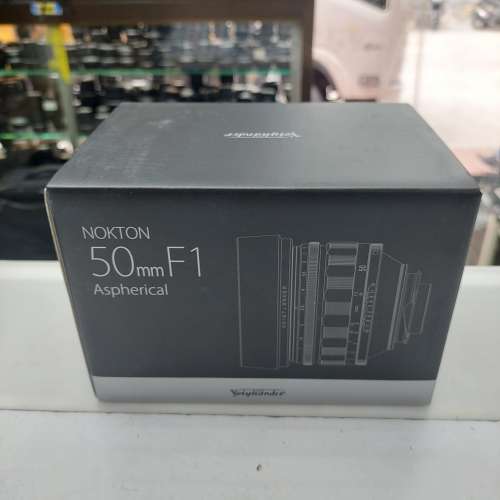 Voigtländer
NOKTON
50mm F1
Aspherical
Voigtländer